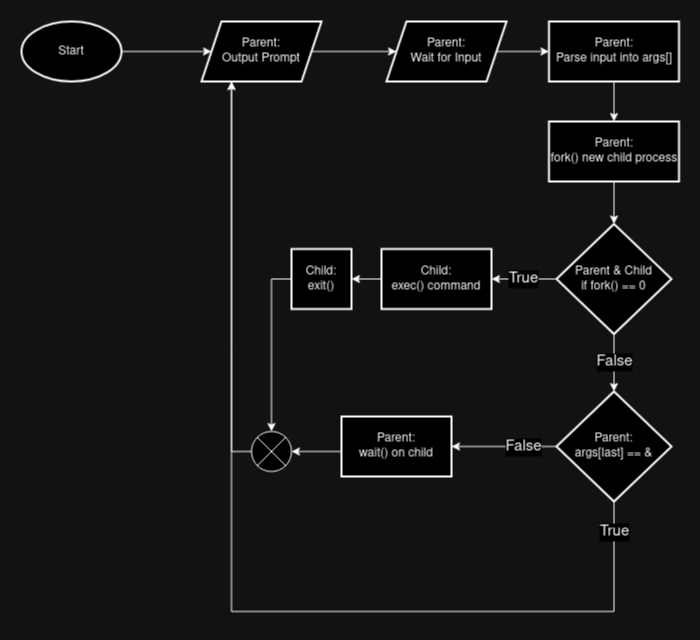 Start
Parent:
Output Prompt
Parent:
Wait for Input
Parent:
Parse input into args[]
Parent:
fork() new child process
Parent & Child
if fork() == 0
True
Child:
exec() command
Child:
exit()
False
Parent:
args[last] == &
False
Parent:
wait() on child
True